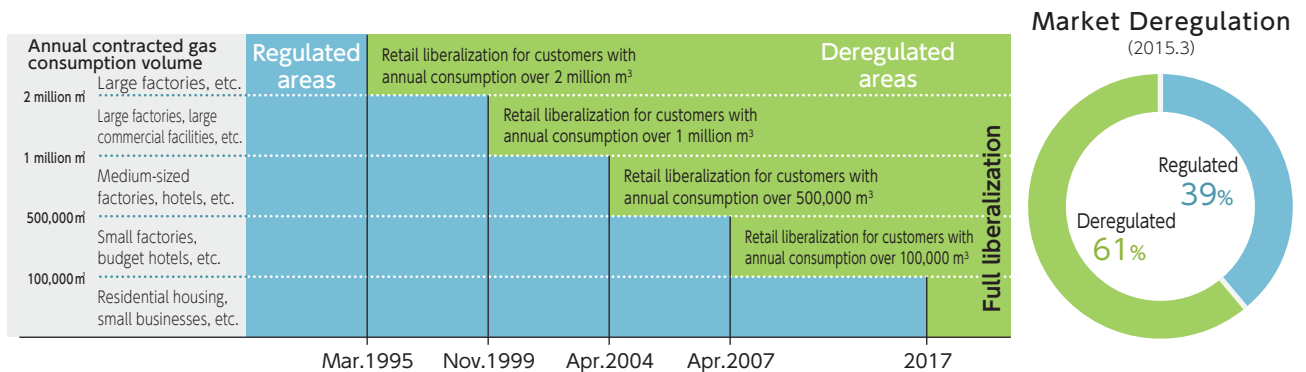 Annual contracted gas
consumption volume
Large factories, etc.
2 million m³
Large factories, large
commercial facilities, etc.
1 million m³
Medium-sized
factories, hotels, etc.
500,000m³
Small factories,
budget hotels, etc.
100,000m³
Residential housing,
small businesses, etc.
Regulated
areas
Retail liberalization for customers with
annual consumption over 2 million m³
Deregulated
areas
Retail liberalization for customers with
annual consumption over 1 million m³
Retail liberalization for customers with
annual consumption over 500,000 m³
Retail liberalization for customers with
annual consumption over 100,000 m³
Full liberalization
Mar.1995
Nov.1999
Apr.2004
Apr.2007
2017
Market Deregulation
(2015.3)
Regulated
39%
Deregulated
61%